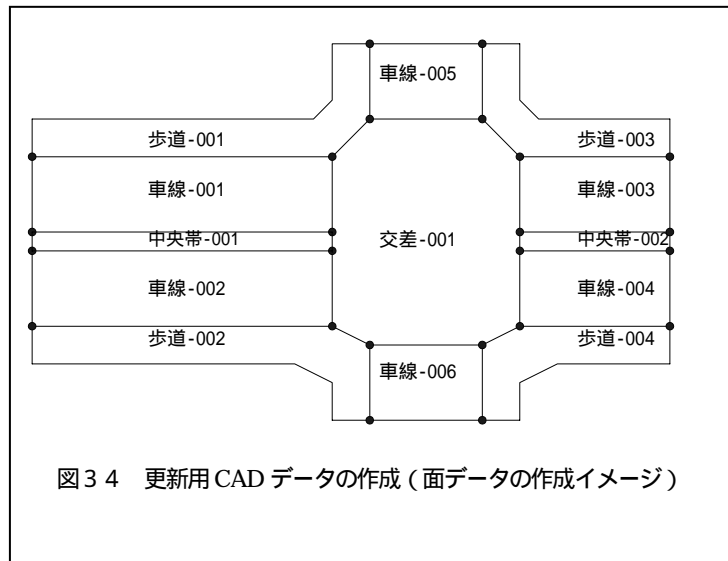 車線-005
歩道-001
歩道-003
車線-001
車線-003
中央帯-001
交差-001
中央帯-002
車線-002
車線-004
歩道-002
歩道-004
車線-006
図34 更新用CADデータの作成(面データの作成イメージ)